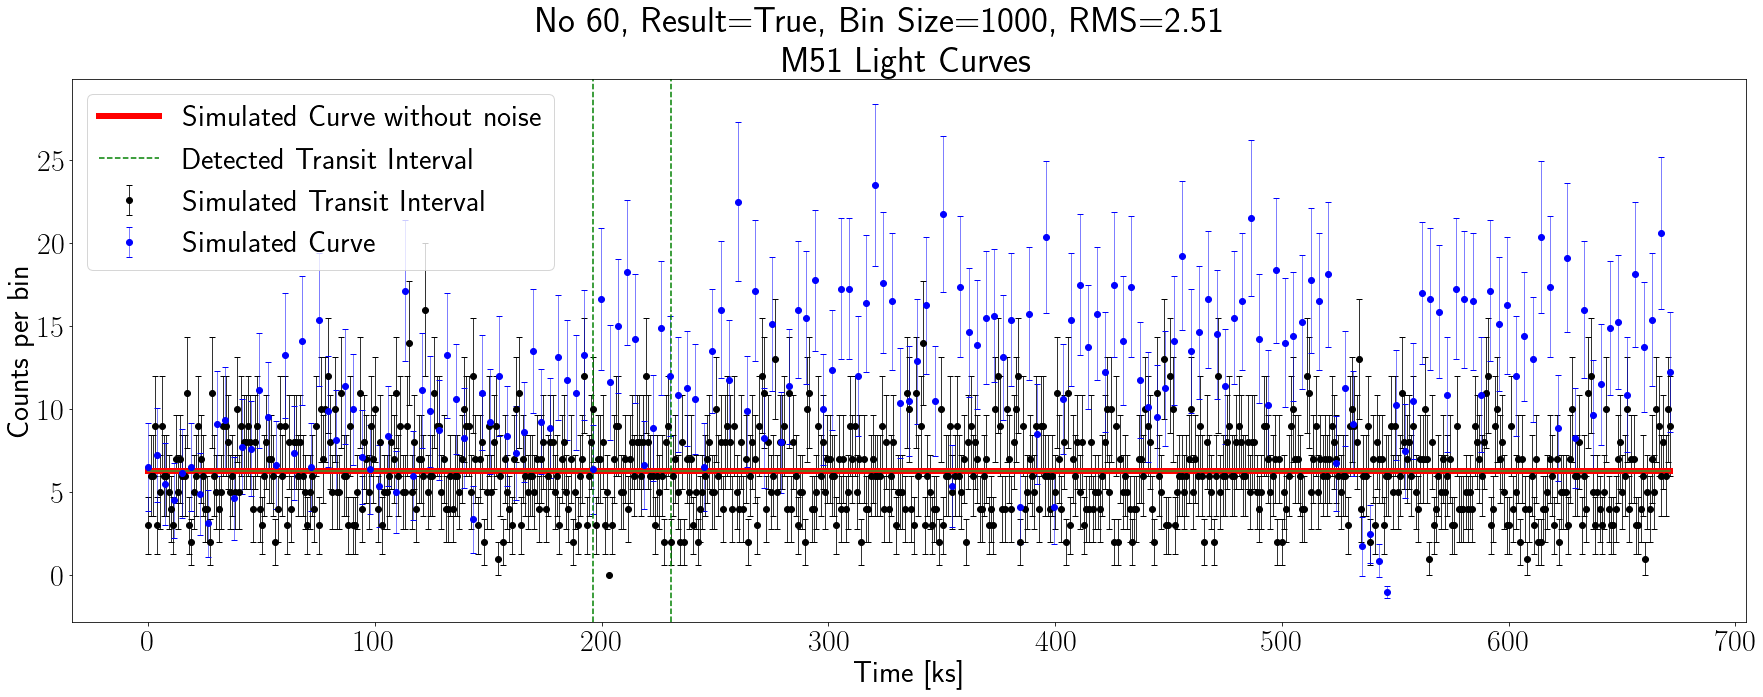 No 60, Result=True, Bin Size=1000, RMS=2.51
M51 Light Curves
Simulated Curve without noise
Detected Transit Interval
Simulated Transit Interval
Simulated Curve
Counts per bin
25
20
15
10
5
0
0 100 200 300 400 500 600 700
Time [ks]